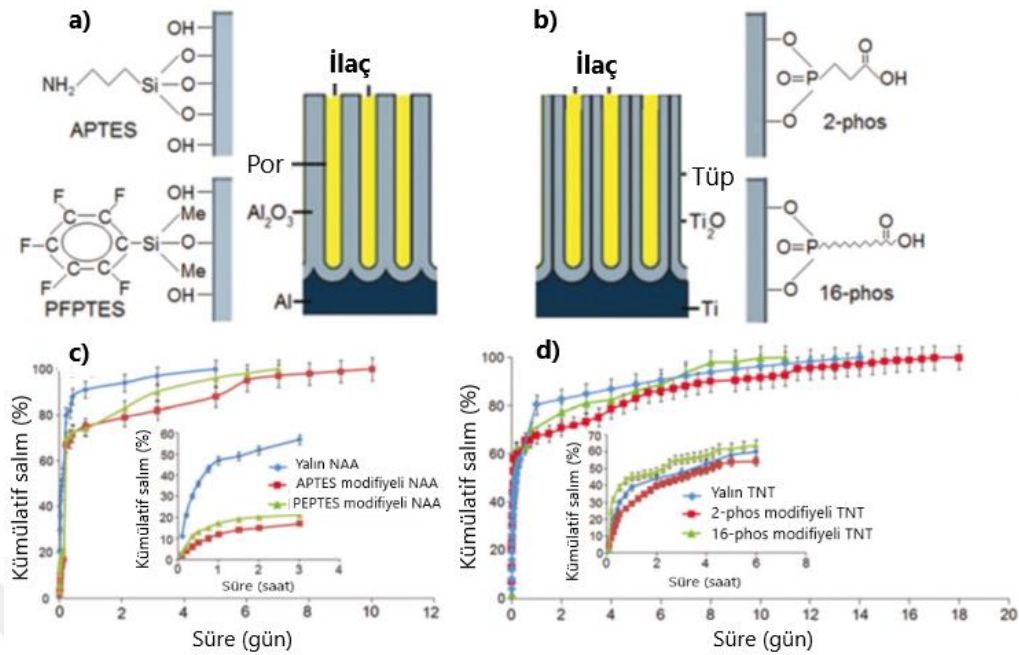 a)
OH
O
NH₂
Si
O
O
APTES
OH
F
F
OH
C
C
Me
F
C
C
Si
O
C
C
Me
F
F
OH
PFPTES
İlaç
Por
Al₂O₃
Al
b)
İlaç
Tüp
Ti₂O
Ti
O
O
O=P
OH
O
2-phos
O
O
O=P
OH
O
16-phos
c)
Kümülatif salım (%)
100
80
60
40
20
0
0 2 4 6 8 10 12
Süre (gün)
Kümülatif salım (%)
60
50
40
30
20
10
0
0 1 2 3 4
Süre (saat)
Yalın NAA
APTES modifiyeli NAA
PEPTES modifiyeli NAA
d)
Kümülatif salım (%)
100
80
60
40
20
0
0 2 4 6 8 10 12 14 16 18 20
Süre (gün)
Kümülatif salım (%)
70
60
50
40
30
20
10
0
0 2 4 6 8
Süre (saat)
Yalın TNT
2-phos modifiyeli TNT
16-phos modifiyeli TNT